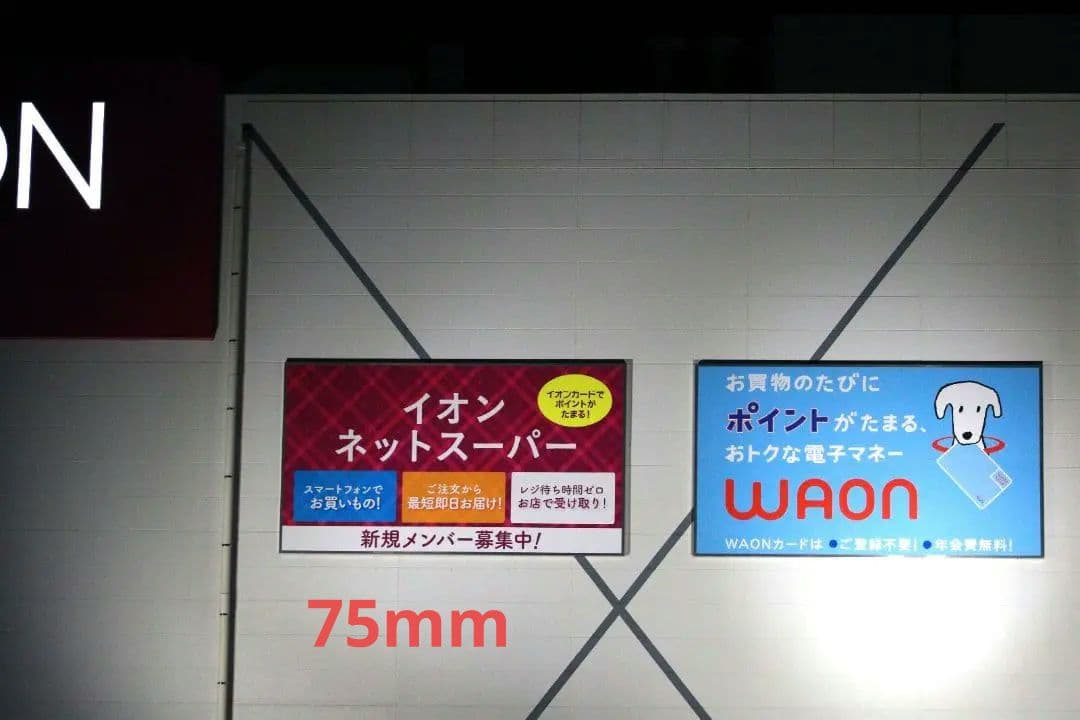 ON
イオン
ネットスーパー
イオンカードで
ポイントが
たまる!
スマートフォンで
お買いもの!
ご注文から
最短即日お届け!
レジ待ち時間ゼロ
お店で受け取り!
新規メンバー募集中!
お買物のたびに
ポイントがたまる、
おトクな電子マネー
WAON
WAONカードは ●ご登録不要! ●年会費無料!
75mm